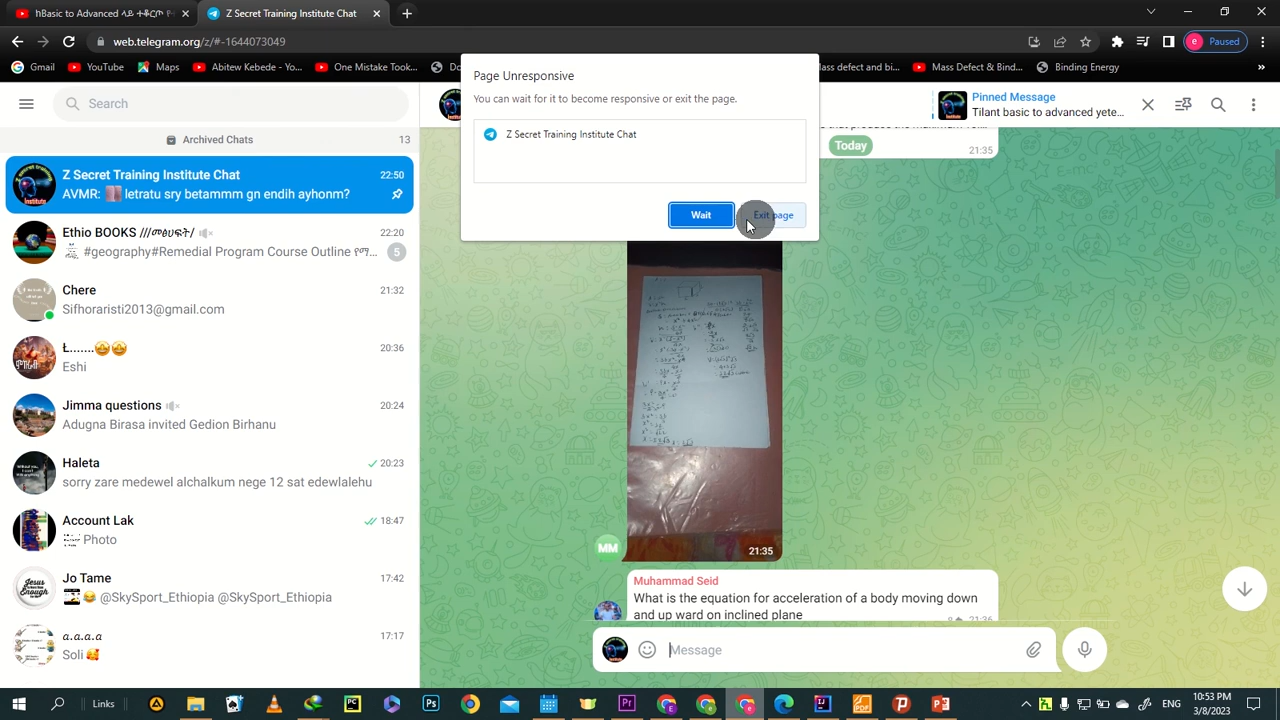 hBasic to Advanced
Z Secret Training Institute Chat
web.telegram.org/z/#-1644073049
Paused
Gmail
YouTube
Maps
Abitew Kebede - Yo...
One Mistake Took...
Mass defect and bi...
Mass Defect & Bind...
Binding Energy
Page Unresponsive
You can wait for it to become responsive or exit the page.
Z Secret Training Institute Chat
Wait
Exit page
Search
Archived Chats
13
Z Secret Training Institute Chat
22:50
AVMR: letratu sry betammm gn endih ayhonm?
Ethio BOOKS ///መፅሀፍት/
22:20
#geography#Remedial Program Course Outline የማ...
5
Chere
21:32
Sifhoraristi2013@gmail.com
Ł.......🤩🤩
20:36
Eshi
Jimma questions
20:24
Adugna Birasa invited Gedion Birhanu
Haleta
20:23
sorry zare medewel alchalkum nege 12 sat edewlalehu
Account Lak
18:47
Photo
Jo Tame
17:42
😂 @SkySport_Ethiopia @SkySport_Ethiopia
a.a.a.a
17:17
Soli 🥰
Pinned Message
Tilant basic to advanced yete...
Today
21:35
MM
21:35
Muhammad Seid
What is the equation for acceleration of a body moving down
and up ward on inclined plane
21:36
Message
Links
ENG
10:53 PM
3/8/2023